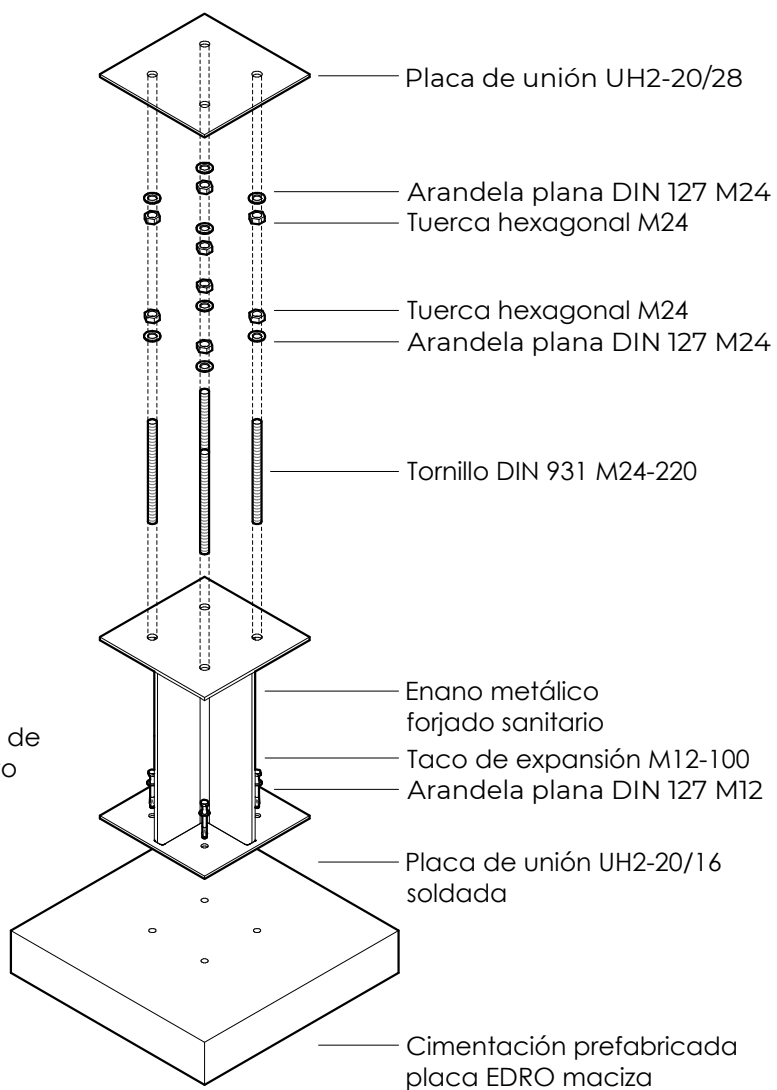 Placa de unión UH2-20/28
Arandela plana DIN 127 M24
Tuerca hexagonal M24
Tuerca hexagonal M24
Arandela plana DIN 127 M24
Tornillo DIN 931 M24-220
Enano metálico
forjado sanitario
de
Taco de expansión M12-100
Arandela plana DIN 127 M12
Placa de unión UH2-20/16
soldada
Cimentación prefabricada
placa EDRO maciza